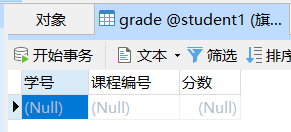 对象 grade @student1 (旗
开始事务 文本 筛选 排序
学号 课程编号 分数
(Null) (Null) (Null)